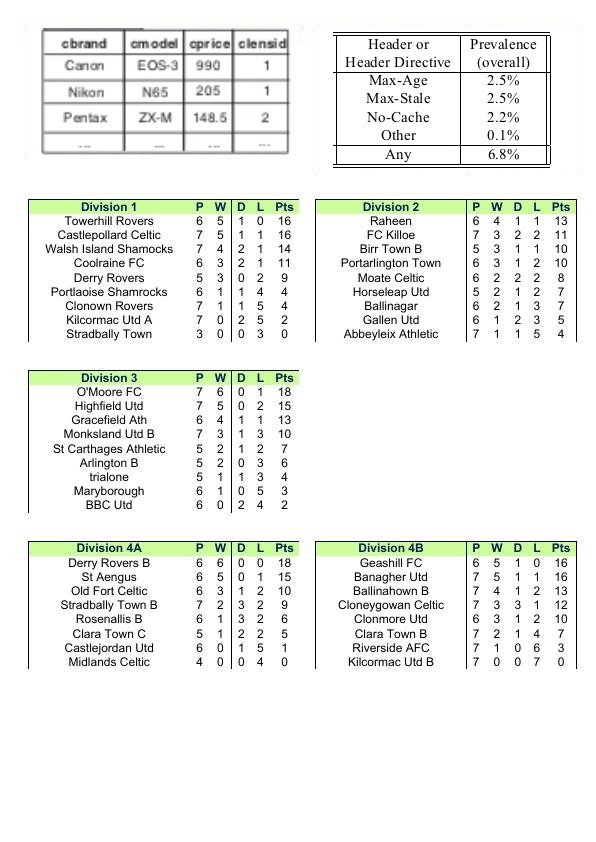 cbrand cmodel cprice clensid
Canon EOS-3 990 1
Nikon N65 205 1
Pentax ZX-M 148.5 2
... ... ... ...
Header or Prevalence
Header Directive (overall)
Max-Age 2.5%
Max-Stale 2.5%
No-Cache 2.2%
Other 0.1%
Any 6.8%
Division 1 P W D L Pts
Towerhill Rovers 6 5 1 0 16
Castlepollard Celtic 7 5 1 1 16
Walsh Island Shamocks 7 4 2 1 14
Coolraine FC 6 3 2 1 11
Derry Rovers 5 3 0 2 9
Portlaoise Shamrocks 6 1 1 4 4
Clonown Rovers 7 1 1 5 4
Kilcormac Utd A 7 0 2 5 2
Stradbally Town 3 0 0 3 0
Division 2 P W D L Pts
Raheen 6 4 1 1 13
FC Killoe 7 3 2 2 11
Birr Town B 5 3 1 1 10
Portarlington Town 6 3 1 2 10
Moate Celtic 6 2 2 2 8
Horseleap Utd 5 2 1 2 7
Ballinagar 6 2 1 3 7
Gallen Utd 6 1 2 3 5
Abbeyleix Athletic 7 1 1 5 4
Division 3 P W D L Pts
O'Moore FC 7 6 0 1 18
Highfield Utd 7 5 0 2 15
Gracefield Ath 6 4 1 1 13
Monksland Utd B 7 3 1 3 10
St Carthages Athletic 5 2 1 2 7
Arlington B 5 2 0 3 6
trialone 5 1 1 3 4
Maryborough 6 1 0 5 3
BBC Utd 6 0 2 4 2
Division 4A P W D L Pts
Derry Rovers B 6 6 0 0 18
St Aengus 6 5 0 1 15
Old Fort Celtic 6 3 1 2 10
Stradbally Town B 7 2 3 2 9
Rosenallis B 6 1 3 2 6
Clara Town C 5 1 2 2 5
Castlejordan Utd 6 0 1 5 1
Midlands Celtic 4 0 0 4 0
Division 4B P W D L Pts
Geashill FC 6 5 1 0 16
Banagher Utd 7 5 1 1 16
Ballinahown B 7 4 1 2 13
Cloneygowan Celtic 7 3 3 1 12
Clonmore Utd 6 3 1 2 10
Clara Town B 7 2 1 4 7
Riverside AFC 7 1 0 6 3
Kilcormac Utd B 7 0 0 7 0